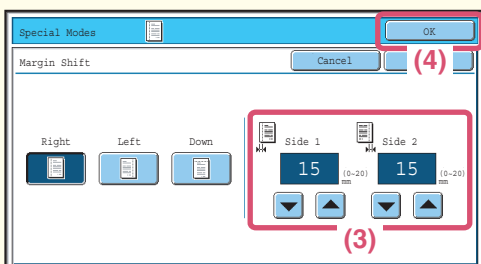 Special Modes
OK
(4)
Margin Shift
Cancel
Right
Left
Down
Side 1
Side 2
15
(0~20)
mm
15
(0~20)
mm
(3)